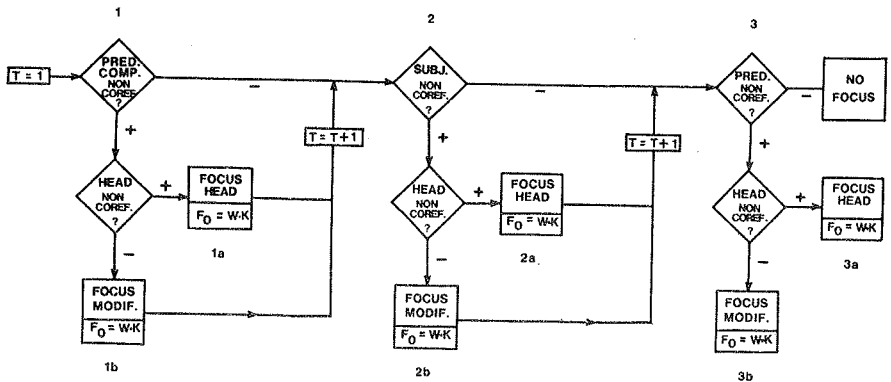 1
2
3
T = 1
PRED.
COMP.
NON
COREF.
?
−
+
HEAD
NON
COREF.
?
+
−
FOCUS
HEAD
F₀ = W-K
1a
FOCUS
MODIF.
F₀ = W-K
1b
T = T+1
SUBJ.
NON
COREF.
?
−
+
HEAD
NON
COREF.
?
+
−
FOCUS
HEAD
F₀ = W-K
2a
FOCUS
MODIF.
F₀ = W-K
2b
T = T+1
PRED.
NON
COREF.
?
−
+
NO
FOCUS
HEAD
NON
COREF.
?
+
−
FOCUS
HEAD
F₀ = W-K
3a
FOCUS
MODIF.
F₀ = W-K
3b